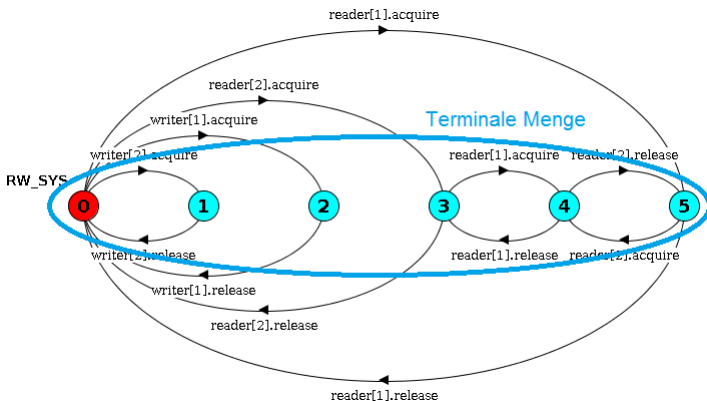 reader[1].acquire
reader[2].acquire
writer[1].acquire
Terminale Menge
writer[2].acquire
reader[1].acquire
reader[2].release
RW_SYS
0
1
2
3
4
5
writer[2].release
reader[1].release
reader[2].acquire
writer[1].release
reader[2].release
reader[1].release